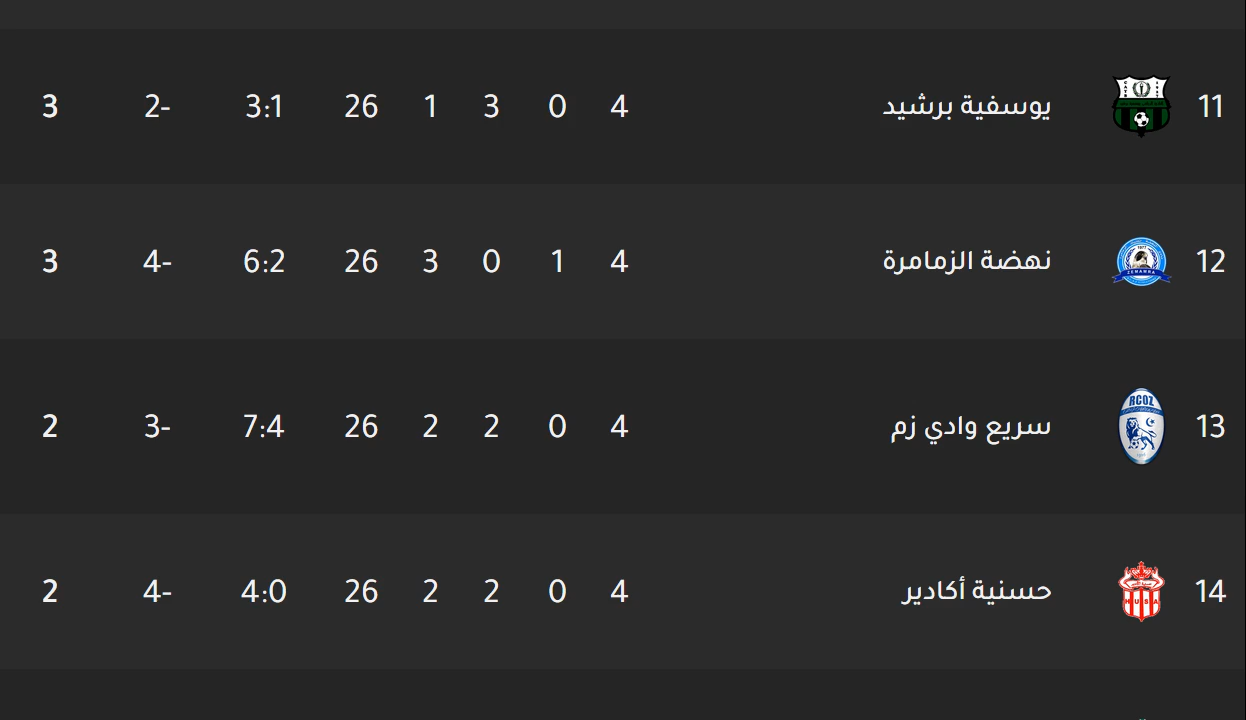 11 يوسفية برشيد 4 0 3 1 26 3:1 2- 3
12 نهضة الزمامرة 4 1 0 3 26 6:2 4- 3
RCOZ
13 سريع وادي زم 4 0 2 2 26 7:4 3- 2
HUSA
14 حسنية أكادير 4 0 2 2 26 4:0 4- 2